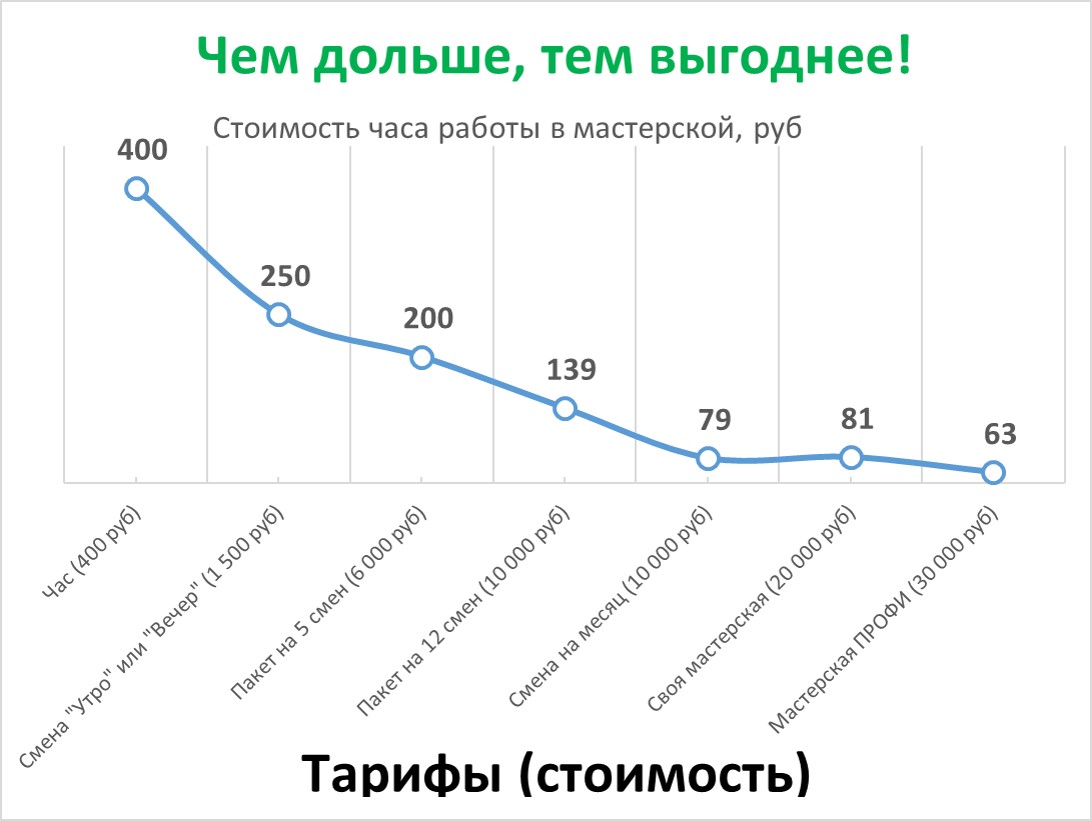 Чем дольше, тем выгоднее!
Стоимость часа работы в мастерской, руб
400
250
200
139
79
81
63
Час (400 руб)
Смена "Утро" или "Вечер" (1 500 руб)
Пакет на 5 смен (6 000 руб)
Пакет на 12 смен (10 000 руб)
Смена на месяц (10 000 руб)
Своя мастерская (20 000 руб)
Мастерская ПРОФИ (30 000 руб)
Тарифы (стоимость)